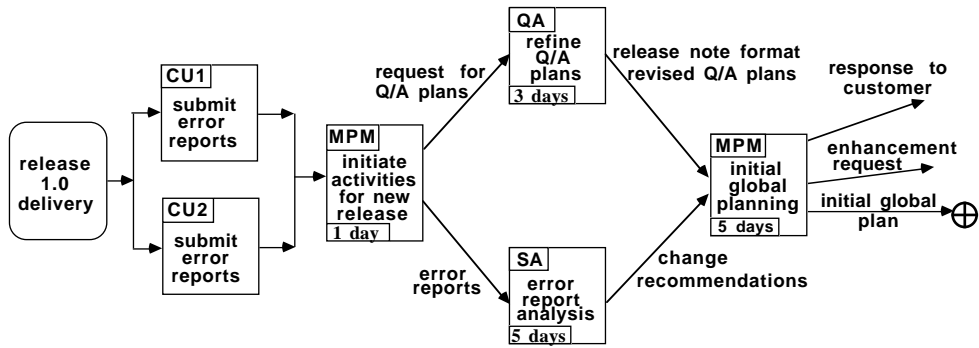 release
1.0
delivery
CU1
submit
error
reports
CU2
submit
error
reports
MPM
initiate
activities
for new
release
1 day
request for
Q/A plans
error
reports
QA
refine
Q/A
plans
3 days
SA
error
report
analysis
5 days
release note format
revised Q/A plans
change
recommendations
MPM
initial
global
planning
5 days
response to
customer
enhancement
request
initial global
plan